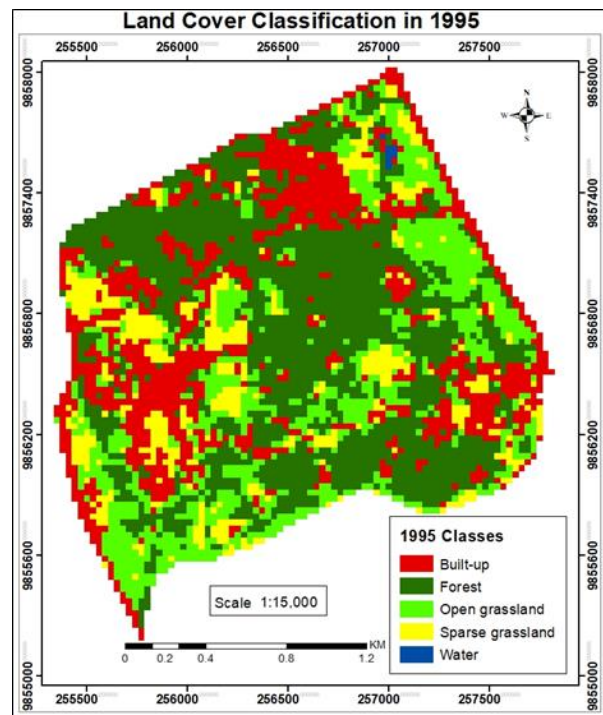 Land Cover Classification in 1995
255500 256000 256500 257000 257500
9858000 9858000
9857400 9857400
9856800 9856800
9856200 9856200
9855600 9855600
9855000 9855000
N
W E
S
1995 Classes
Built-up
Forest
Open grassland
Sparse grassland
Water
Scale 1:15.000
KM
0 0.2 0.4 0.8 1.2
255500 256000 256500 257000 257500